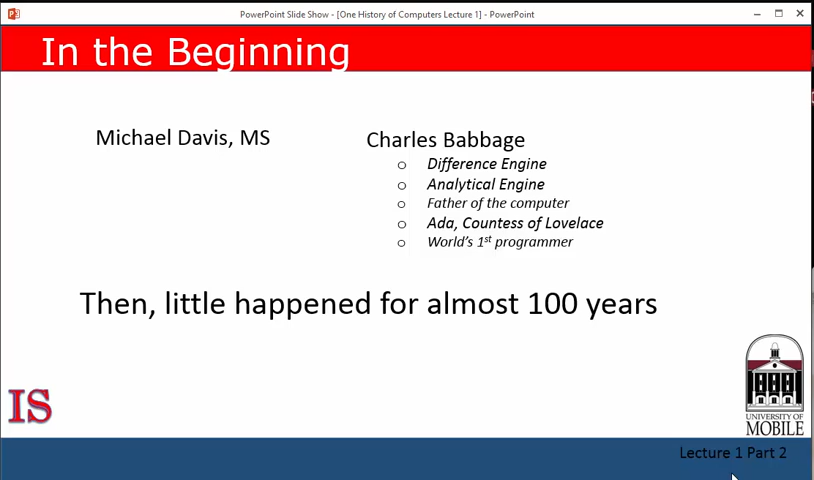 PowerPoint Slide Show - [One History of Computers Lecture 1] - PowerPoint
In the Beginning
Michael Davis, MS
Charles Babbage
o Difference Engine
o Analytical Engine
o Father of the computer
o Ada, Countess of Lovelace
o World's 1st programmer
Then, little happened for almost 100 years
IS
UNIVERSITY OF
MOBILE
Lecture 1 Part 2